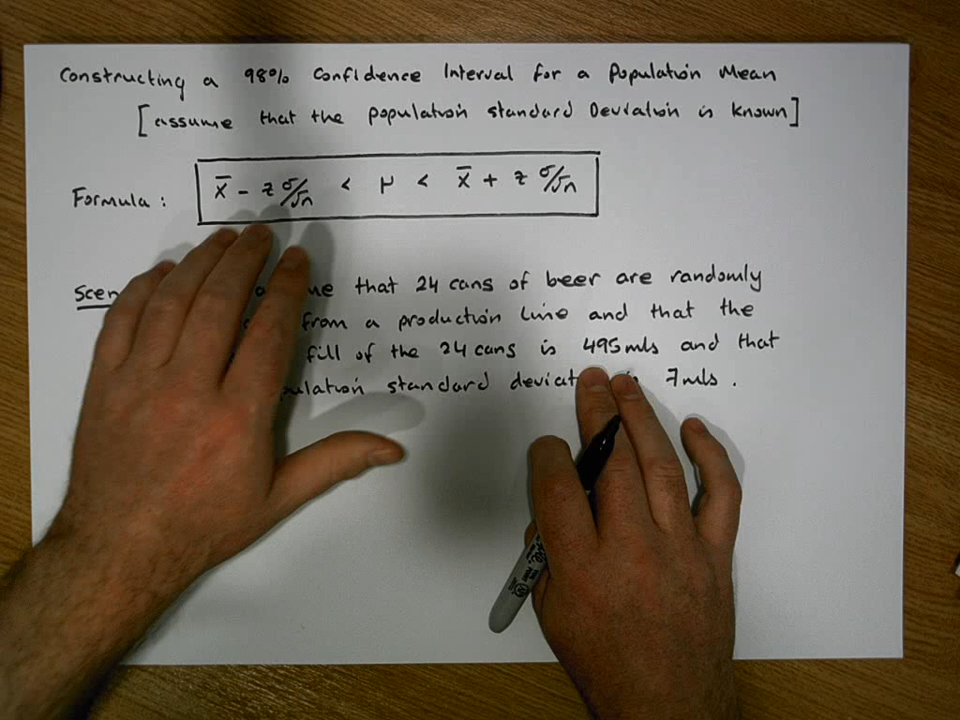 Constructing a 98% Confidence Interval for a Population Mean
[assume that the population standard Deviation is known]
Formula: x̄ - z σ/√n < μ < x̄ + z σ/√n
that 24 cans of beer are randomly
from a production line and that the
fill of the 24 cans is 495mls and that
standard 7mls.